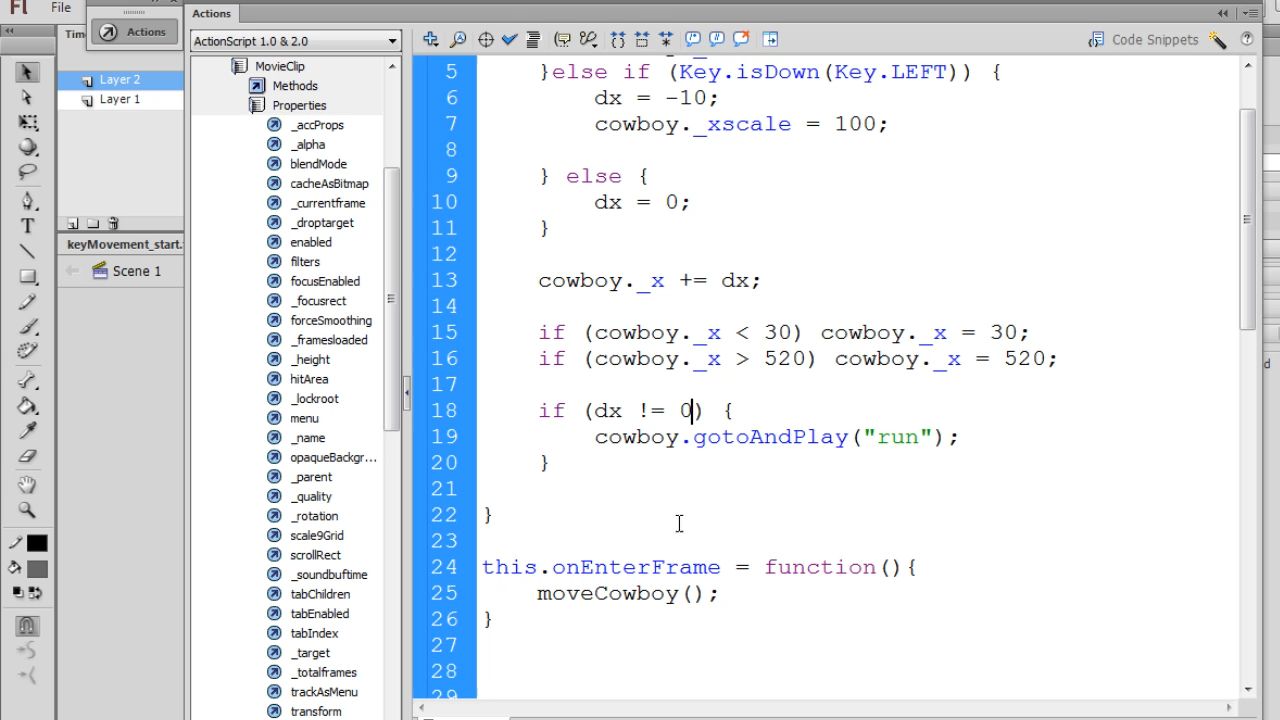 Fl File
Actions
Actions
Time
Layer 2
Layer 1
keyMovement_start.
Scene 1
ActionScript 1.0 & 2.0
Code Snippets
MovieClip
Methods
Properties
_accProps
_alpha
blendMode
cacheAsBitmap
_currentframe
_droptarget
enabled
filters
focusEnabled
_focusrect
forceSmoothing
_framesloaded
_height
hitArea
_lockroot
menu
_name
opaqueBackgr...
_parent
_quality
_rotation
scale9Grid
scrollRect
_soundbuftime
tabChildren
tabEnabled
tabIndex
_target
_totalframes
trackAsMenu
transform
5 }else if (Key.isDown(Key.LEFT)) {
6 dx = -10;
7 cowboy._xscale = 100;
8
9 } else {
10 dx = 0;
11 }
12
13 cowboy._x += dx;
14
15 if (cowboy._x < 30) cowboy._x = 30;
16 if (cowboy._x > 520) cowboy._x = 520;
17
18 if (dx != 0) {
19 cowboy.gotoAndPlay("run");
20 }
21
22 }
23
24 this.onEnterFrame = function(){
25 moveCowboy();
26 }
27
28
29